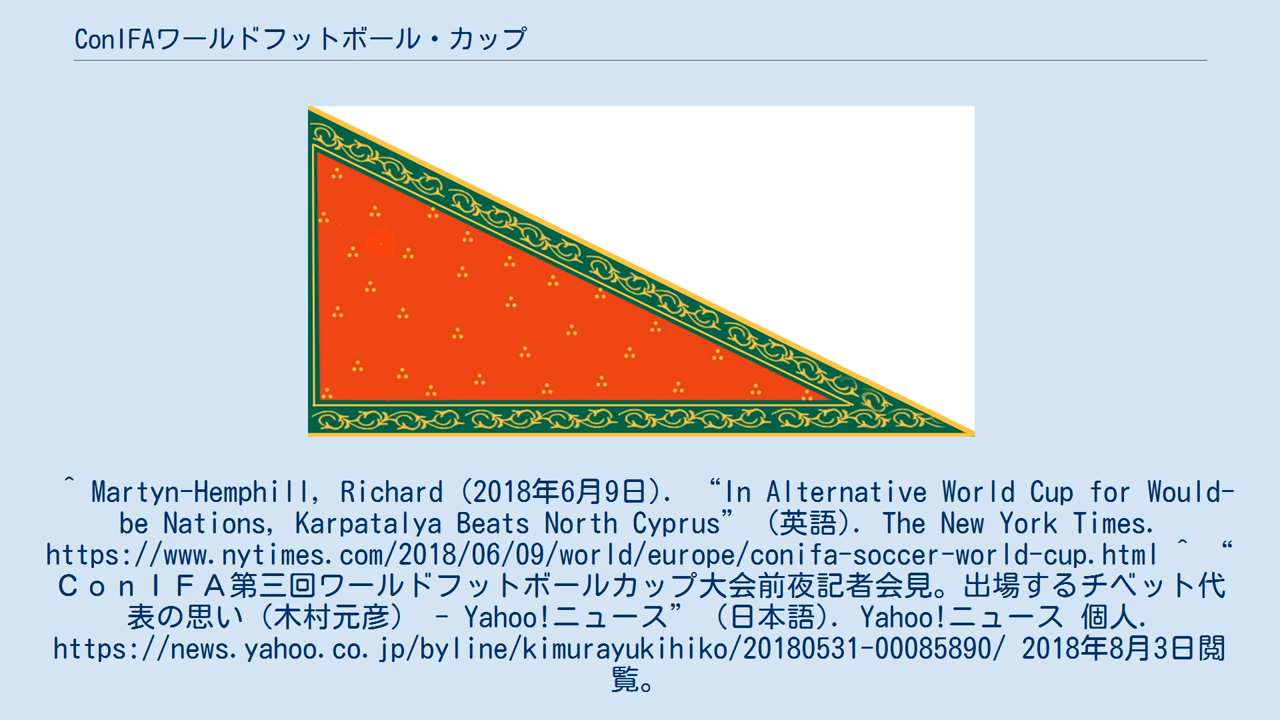 ConIFAワールドフットボール・カップ
^ Martyn-Hemphill, Richard (2018年6月9日). “In Alternative World Cup for Would-
be Nations, Karpatalya Beats North Cyprus” (英語). The New York Times.
https://www.nytimes.com/2018/06/09/world/europe/conifa-soccer-world-cup.html ^ “
ＣｏｎＩＦＡ第三回ワールドフットボールカップ大会前夜記者会見。出場するチベット代
表の思い（木村元彦） - Yahoo!ニュース” (日本語). Yahoo!ニュース 個人.
https://news.yahoo.co.jp/byline/kimurayukihiko/20180531-00085890/ 2018年8月3日閲
覧。